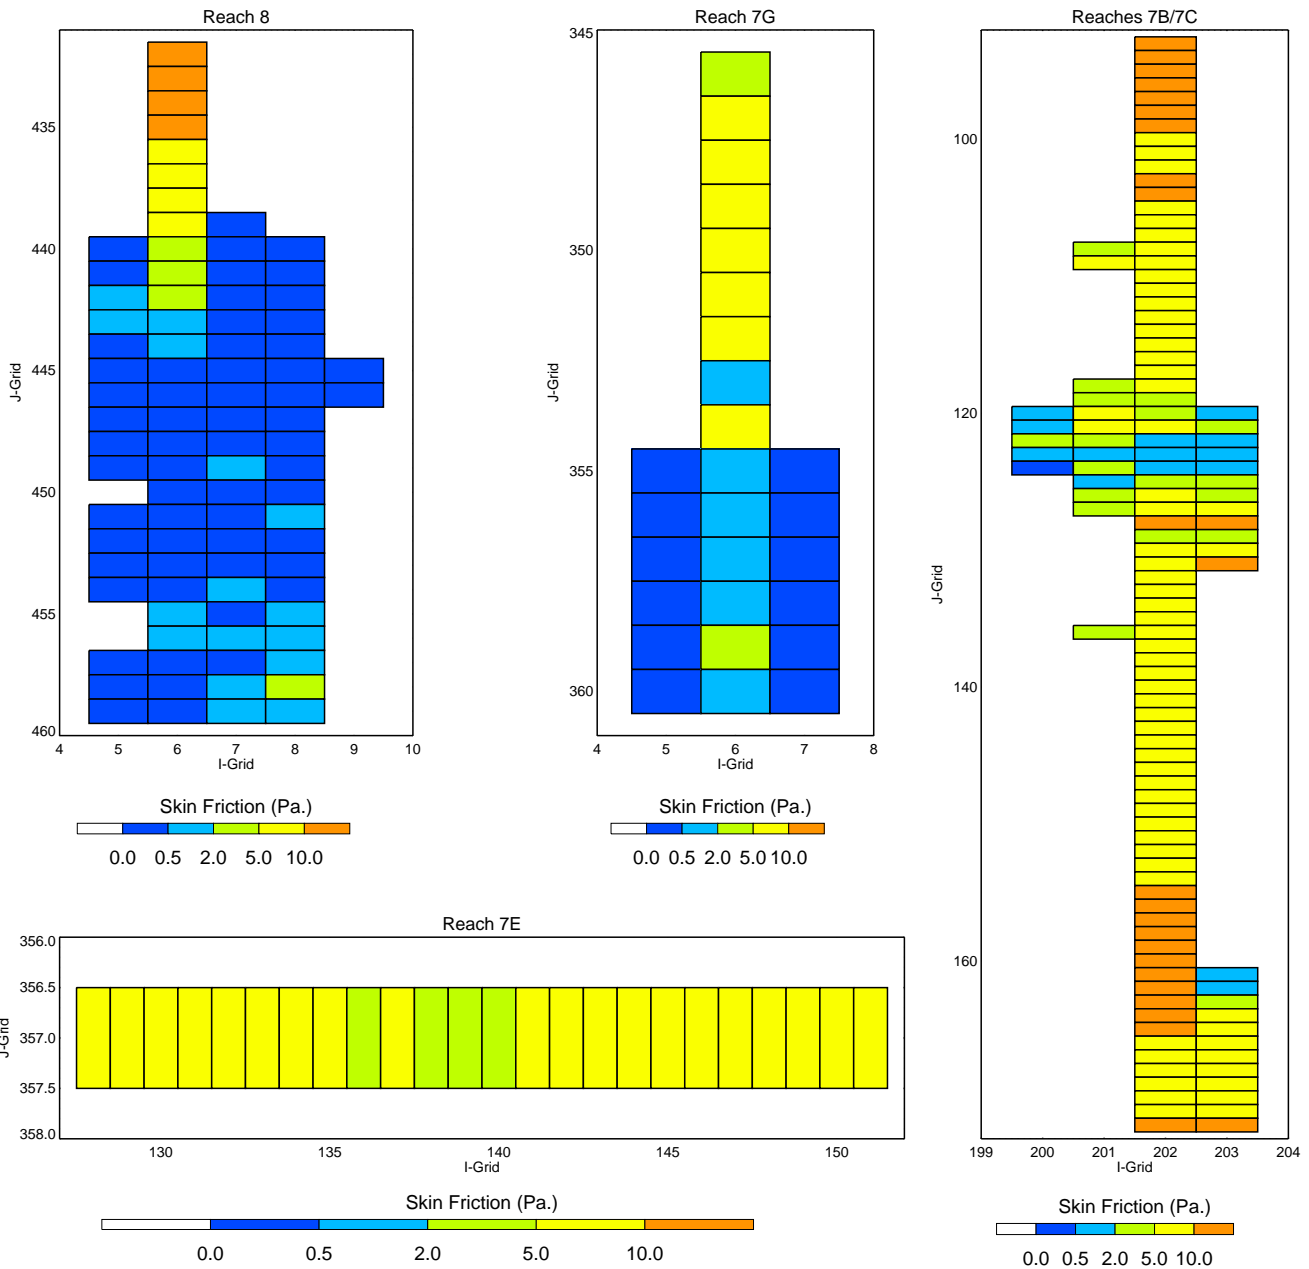 Reach 8
435
440
445
450
455
460
J-Grid
4 5 6 7 8 9 10
I-Grid
Skin Friction (Pa.)
0.0 0.5 2.0 5.0 10.0
Reach 7G
345
350
355
360
J-Grid
4 5 6 7 8
I-Grid
Skin Friction (Pa.)
0.0 0.5 2.0 5.0 10.0
Reaches 7B/7C
100
120
140
160
J-Grid
199 200 201 202 203 204
I-Grid
Skin Friction (Pa.)
0.0 0.5 2.0 5.0 10.0
Reach 7E
356.0
356.5
357.0
357.5
358.0
J-Grid
130 135 140 145 150
I-Grid
Skin Friction (Pa.)
0.0 0.5 2.0 5.0 10.0